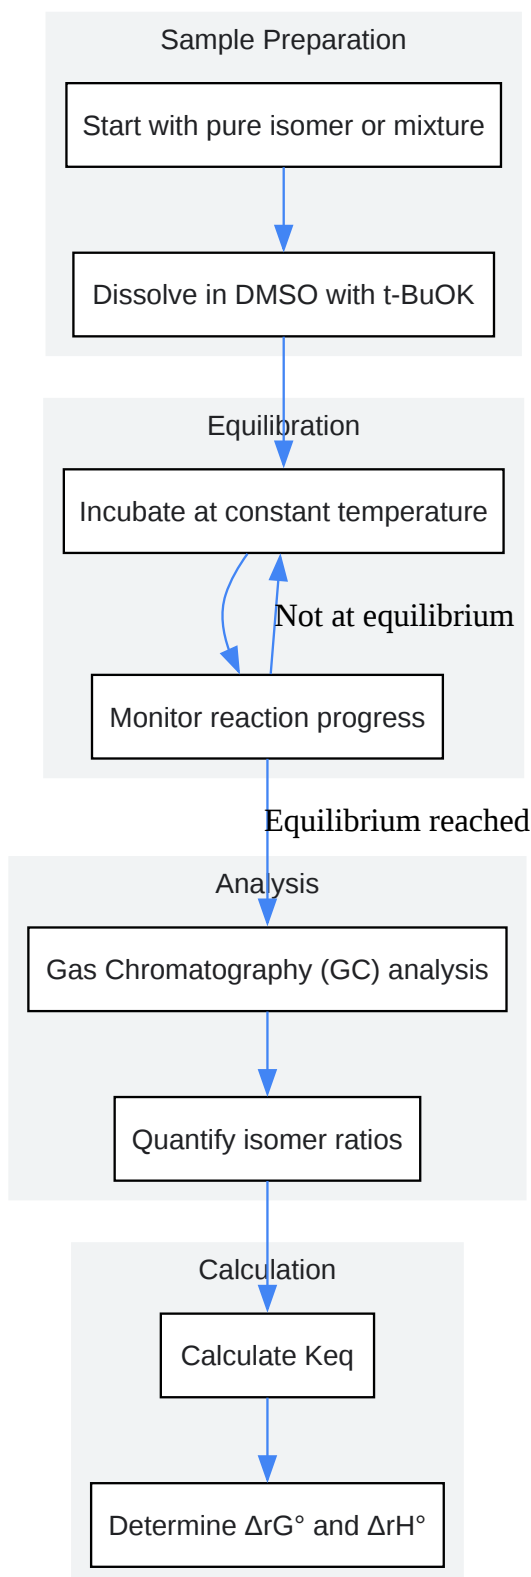 Sample Preparation
Start with pure isomer or mixture
Dissolve in DMSO with t-BuOK
Equilibration
Incubate at constant temperature
Not at equilibrium
Monitor reaction progress
Equilibrium reached
Analysis
Gas Chromatography (GC) analysis
Quantify isomer ratios
Calculation
Calculate Keq
Determine ΔrG° and ΔrH°